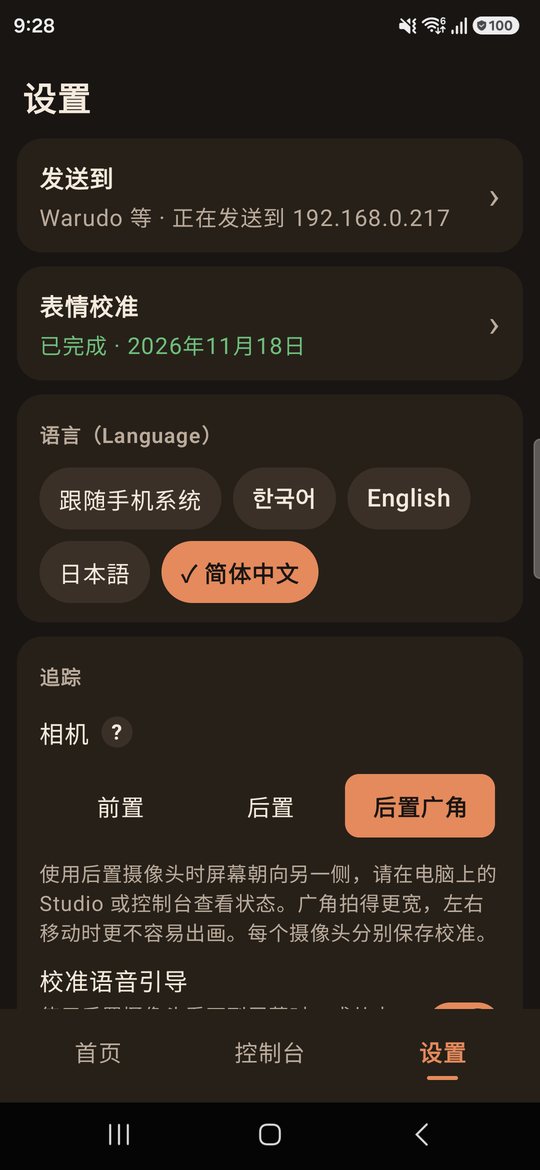 9:28
6
100
设置
发送到
Warudo 等 · 正在发送到 192.168.0.217
表情校准
已完成 · 2026年11月18日
语言（Language）
跟随手机系统
한국어
English
日本語
✓ 简体中文
追踪
相机 ?
前置
后置
后置广角
使用后置摄像头时屏幕朝向另一侧，请在电脑上的
Studio 或控制台查看状态。广角拍得更宽，左右
移动时更不容易出画。每个摄像头分别保存校准。
校准语音引导
首页
控制台
设置